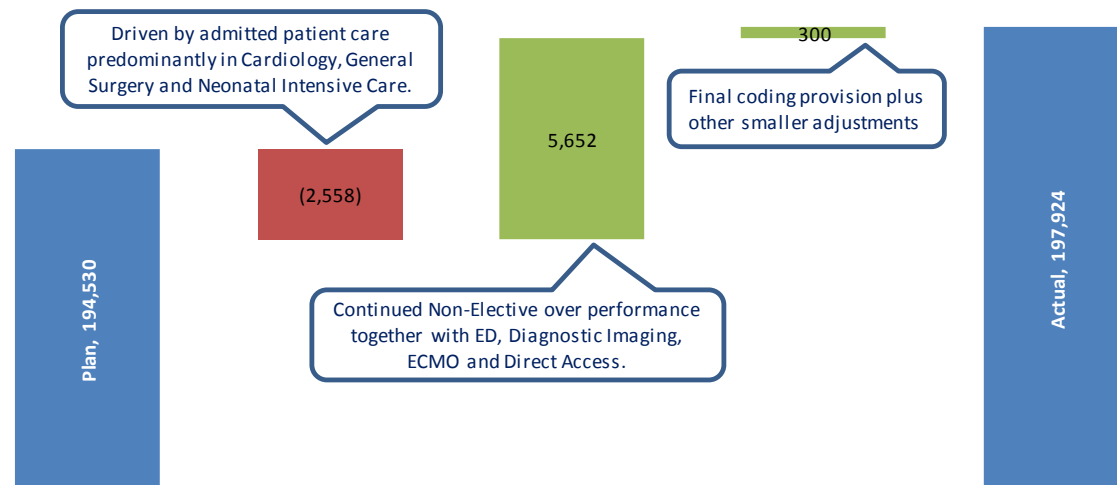 Driven by admitted patient care
predominantly in Cardiology, General
Surgery and Neonatal Intensive Care.
300
Final coding provision plus
other smaller adjustments
5,652
(2,558)
Plan, 194,530
Continued Non-Elective over performance
together with ED, Diagnostic Imaging,
ECMO and Direct Access.
Actual, 197,924